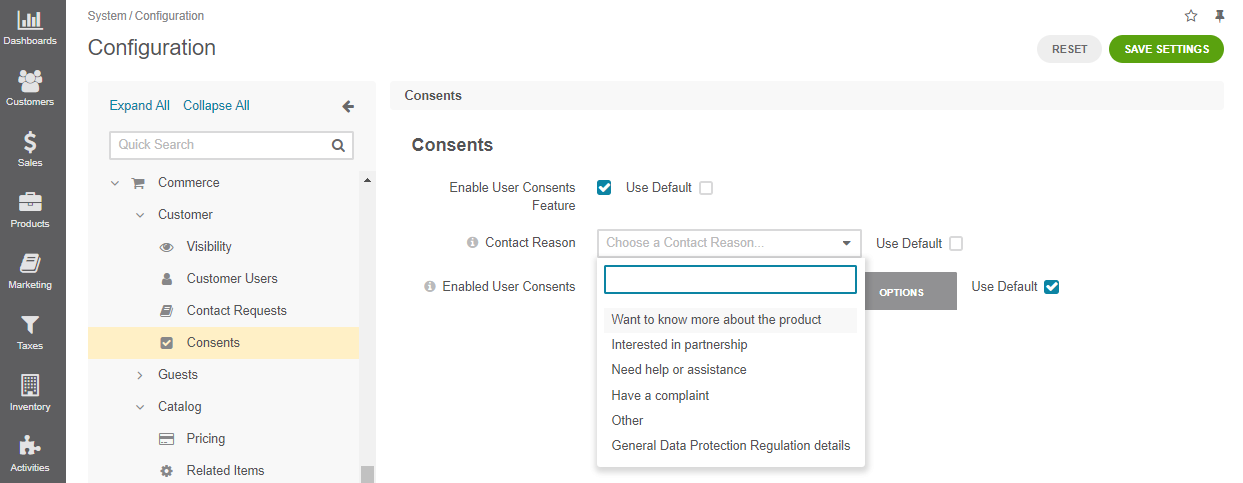 Dashboards
Customers
Sales
Products
Marketing
Taxes
Inventory
Activities
System / Configuration
Configuration
RESET
SAVE SETTINGS
Expand All Collapse All
Quick Search
Commerce
Customer
Visibility
Customer Users
Contact Requests
Consents
Guests
Catalog
Pricing
Related Items
Consents
Consents
Enable User Consents
Feature
Use Default
Contact Reason
Choose a Contact Reason...
Use Default
Enabled User Consents
OPTIONS
Use Default
Want to know more about the product
Interested in partnership
Need help or assistance
Have a complaint
Other
General Data Protection Regulation details